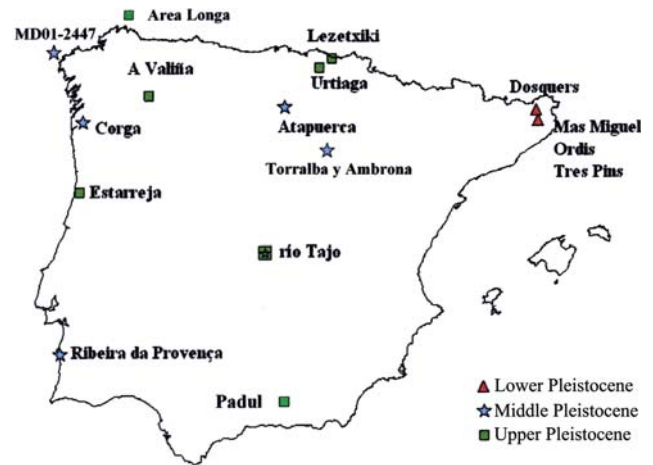 Area Longa
MD01-2447
Lezetxiki
A Valiña
Urtiaga
Dosquers
Corga
Atapuerca
Mas Miguel
Ordis
Tres Pins
Torralba y Ambrona
Estarreja
río Tajo
Ribeira da Provença
Padul
Lower Pleistocene
Middle Pleistocene
Upper Pleistocene